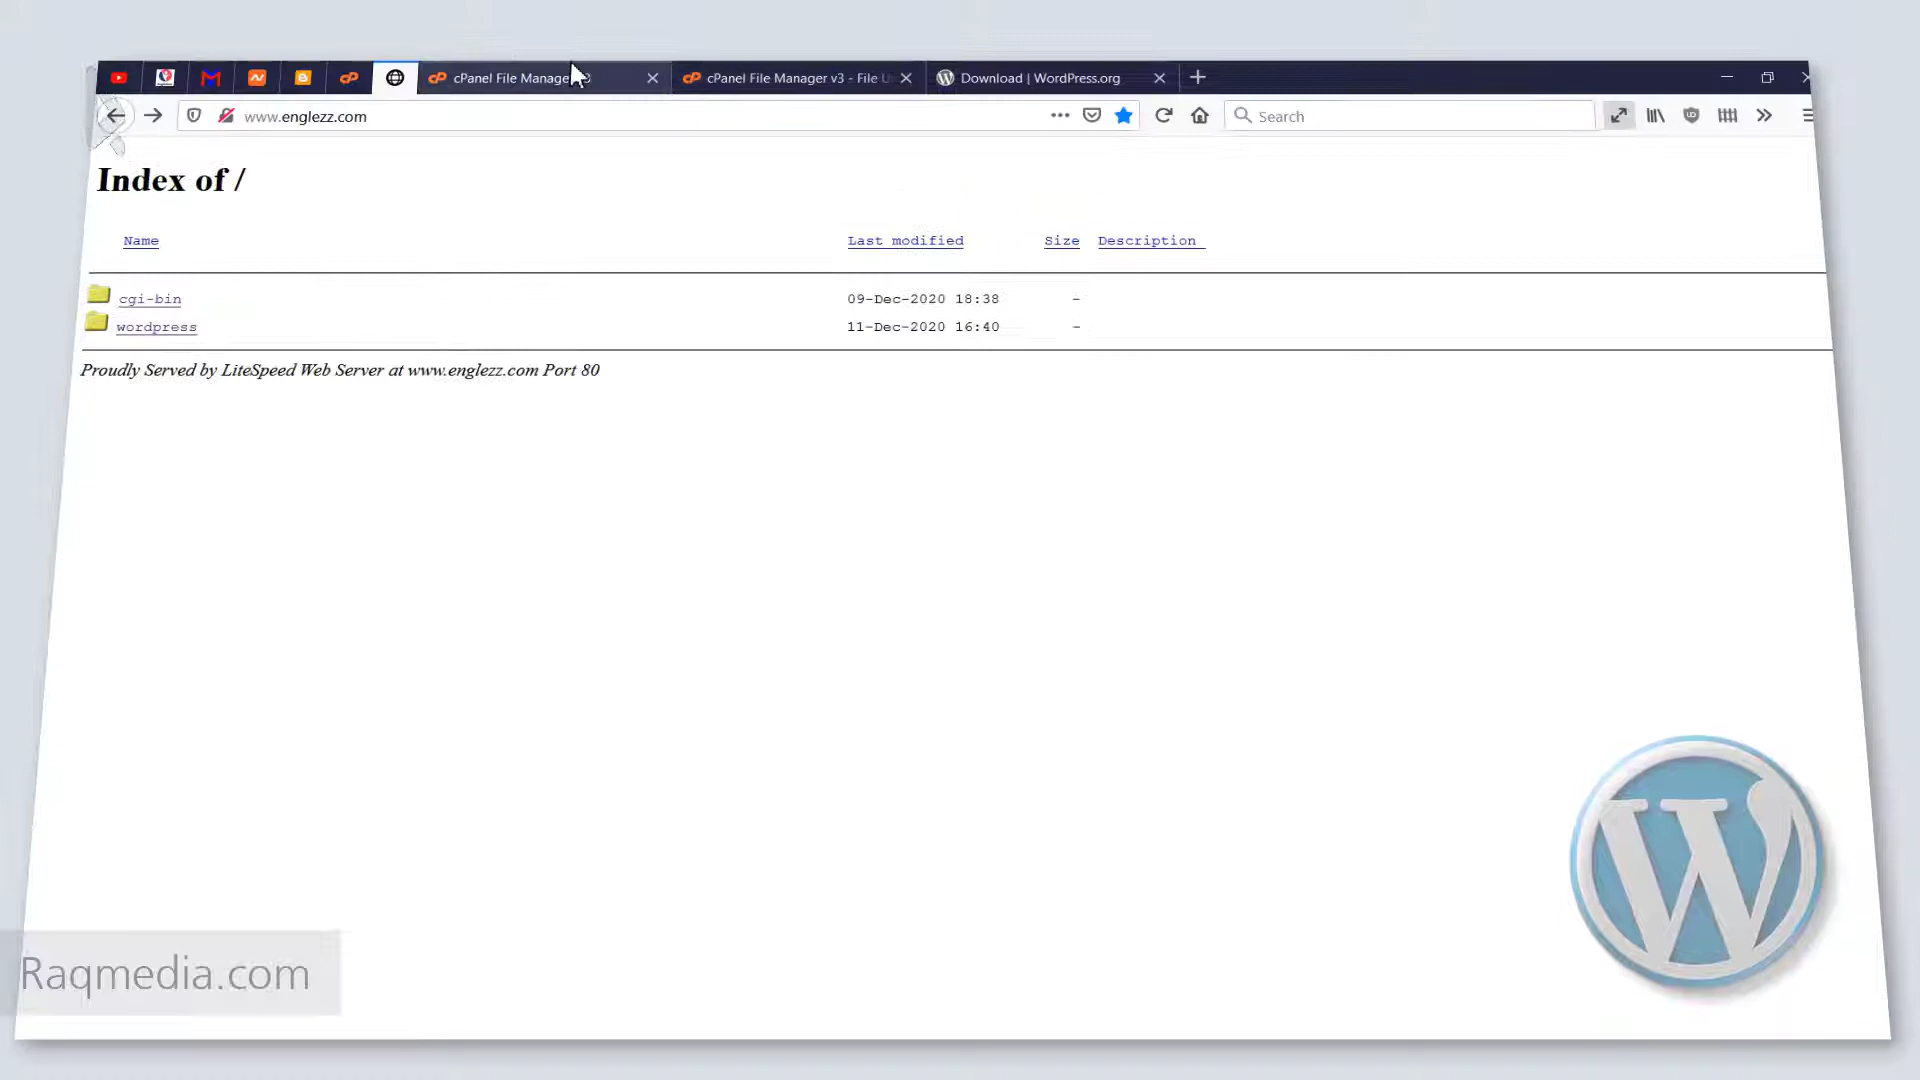 cPanel File Manager v3
cPanel File Manager v3 - File U
Download | WordPress.org
www.englezz.com
Search
Index of /
Name Last modified Size Description
cgi-bin 09-Dec-2020 18:38 -
wordpress 11-Dec-2020 16:40 -
Proudly Served by LiteSpeed Web Server at www.englezz.com Port 80
W
Raqmedia.com